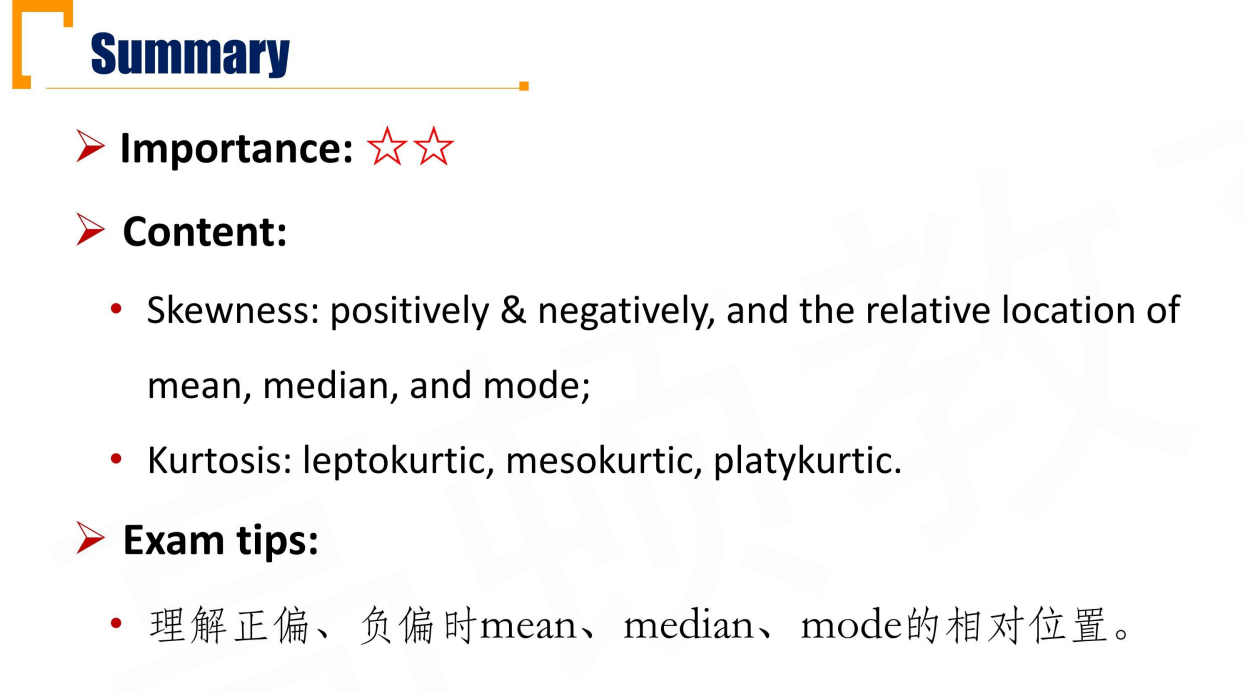 Summary
Importance: ☆☆
Content:
Skewness: positively & negatively, and the relative location of
mean, median, and mode;
Kurtosis: leptokurtic, mesokurtic, platykurtic.
Exam tips:
理解正偏、负偏时mean、median、mode的相对位置。